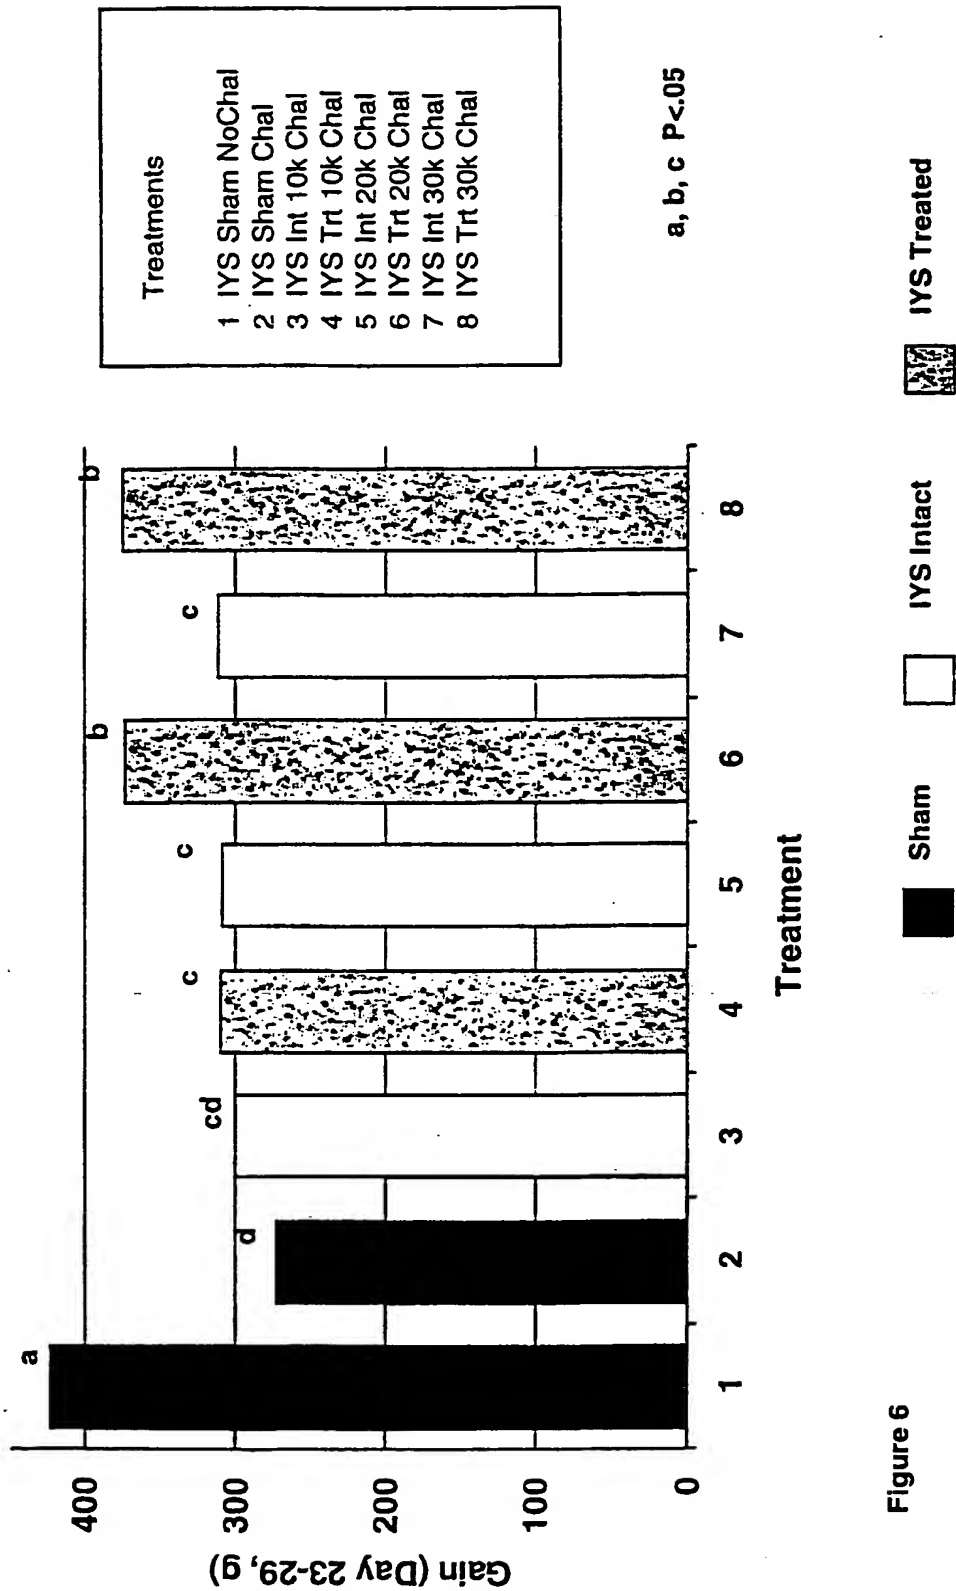 Gain (Day 23-29, g)
400
300
200
100
0
a
d
cd
c
c
b
c
b
1
2
3
4
5
6
7
8
Treatment
Treatments
1 IYS Sham NoChal
2 IYS Sham Chal
3 IYS Int 10k Chal
4 IYS Trt 10k Chal
5 IYS Int 20k Chal
6 IYS Trt 20k Chal
7 IYS Int 30k Chal
8 IYS Trt 30k Chal
a, b, c P<.05
Sham
IYS Intact
IYS Treated
Figure 6